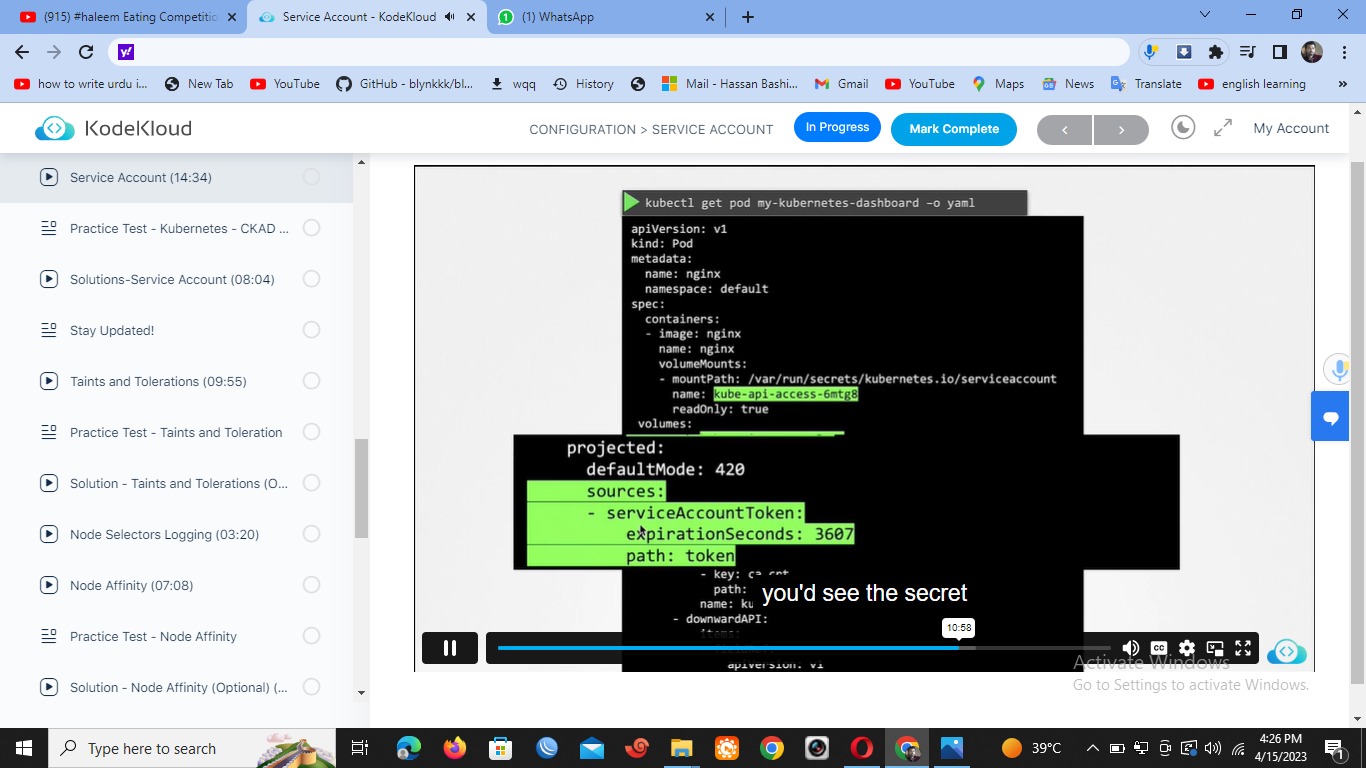 (915) #haleem Eating Competitio
Service Account - KodeKloud
(1) WhatsApp
how to write urdu i...
New Tab
YouTube
GitHub - blynkkk/bl...
wqq
History
Mail - Hassan Bashi...
Gmail
YouTube
Maps
News
Translate
english learning
»
KodeKloud
CONFIGURATION > SERVICE ACCOUNT
In Progress
Mark Complete
My Account
Service Account (14:34)
Practice Test - Kubernetes - CKAD ...
Solutions-Service Account (08:04)
Stay Updated!
Taints and Tolerations (09:55)
Practice Test - Taints and Toleration
Solution - Taints and Tolerations (O...
Node Selectors Logging (03:20)
Node Affinity (07:08)
Practice Test - Node Affinity
Solution - Node Affinity (Optional) (...
kubectl get pod my-kubernetes-dashboard –o yaml
apiVersion: v1
kind: Pod
metadata:
name: nginx
namespace: default
spec:
containers:
- image: nginx
name: nginx
volumeMounts:
- mountPath: /var/run/secrets/kubernetes.io/serviceaccount
name: kube-api-access-6mtg8
readOnly: true
volumes:
projected:
defaultMode: 420
sources:
- serviceAccountToken:
expirationSeconds: 3607
path: token
- key: ca.crt
path:
name: ku
- downwardAPI:
items:
apiVersion: v1
you'd see the secret
10:58
CC
Activate Windows
Go to Settings to activate Windows.
Type here to search
39°C
4:26 PM
4/15/2023
1